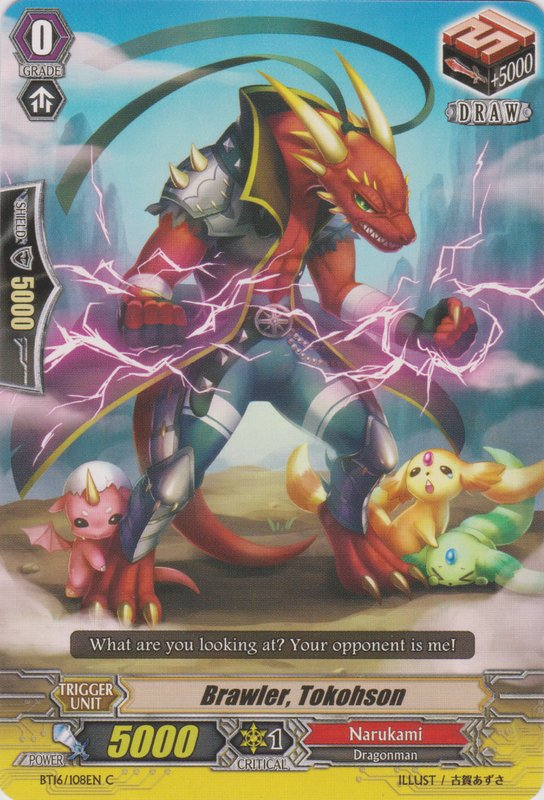 0
GRADE
引
+5000
DRAW
SHIELD
5000
What are you looking at? Your opponent is me!
TRIGGER
UNIT
Brawler, Tokohson
POWER
5000
1
CRITICAL
Narukami
Dragonman
BT16/108EN C
ILLUST / 古賀あずさ